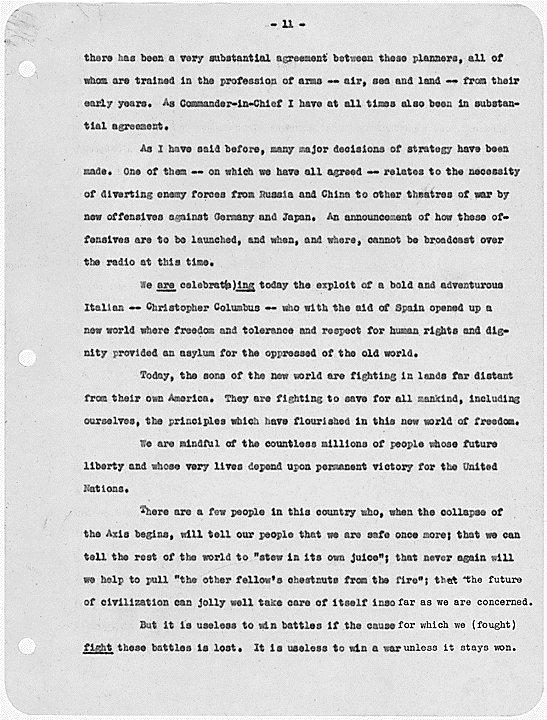 - 11 -
there has been a very substantial agreement between these planners, all of
whom are trained in the profession of arms -- air, sea and land -- from their
early years. As Commander-in-Chief I have at all times also been in substan-
tial agreement.
As I have said before, many major decisions of strategy have been
made. One of them -- on which we have all agreed -- relates to the necessity
of diverting enemy forces from Russia and China to other theatres of war by
new offensives against Germany and Japan. An announcement of how these of-
fensives are to be launched, and when, and where, cannot be broadcast over
the radio at this time.
We are celebrat(e)ing today the exploit of a bold and adventurous
Italian -- Christopher Columbus -- who with the aid of Spain opened up a
new world where freedom and tolerance and respect for human rights and dig-
nity provided an asylum for the oppressed of the old world.
Today, the sons of the new world are fighting in lands far distant
from their own America. They are fighting to save for all mankind, including
ourselves, the principles which have flourished in this new world of freedom.
We are mindful of the countless millions of people whose future
liberty and whose very lives depend upon permanent victory for the United
Nations.
There are a few people in this country who, when the collapse of
the Axis begins, will tell our people that we are safe once more; that we can
tell the rest of the world to "stew in its own juice"; that never again will
we help to pull "the other fellow's chestnuts from the fire"; that the future
of civilization can jolly well take care of itself insofar as we are concerned.
But it is useless to win battles if the cause for which we (fought)
fight these battles is lost. It is useless to win a war unless it stays won.